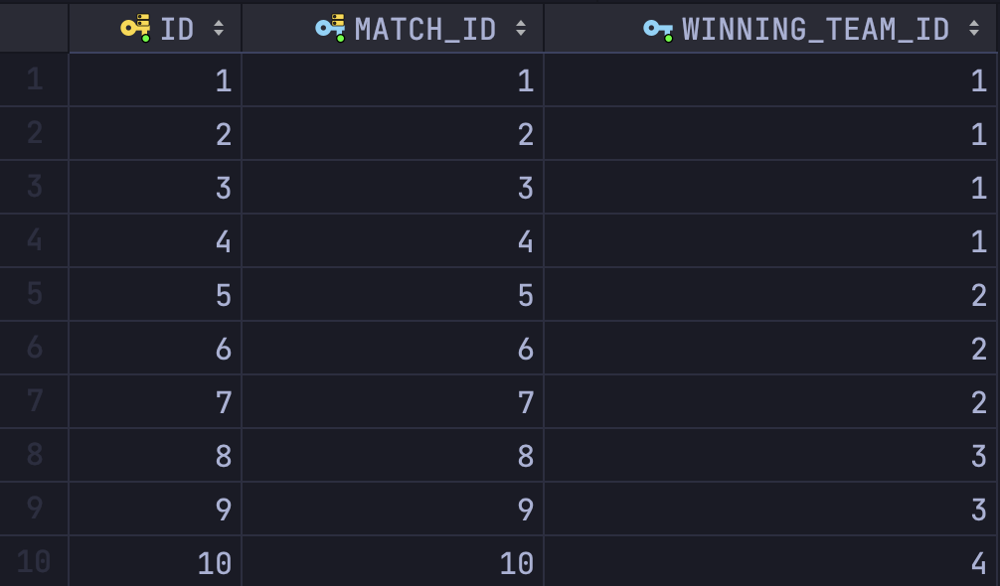 ID MATCH_ID WINNING_TEAM_ID
1 1 1 1
2 2 2 1
3 3 3 1
4 4 4 1
5 5 5 2
6 6 6 2
7 7 7 2
8 8 8 3
9 9 9 3
10 10 10 4